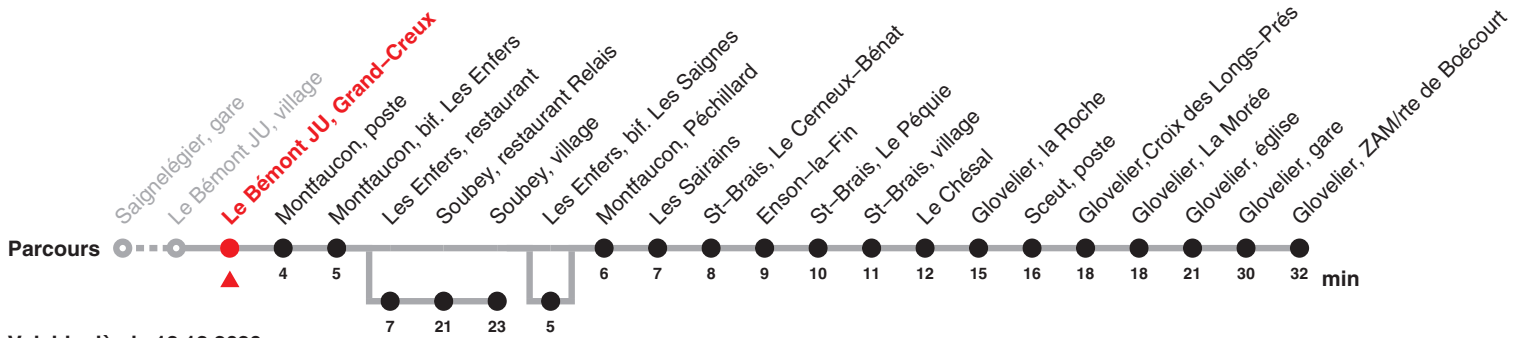 Saignelégier, gare
Le Bémont JU, village
Le Bémont JU, Grand–Creux
Montfaucon, poste
Montfaucon, bif. Les Enfers
Les Enfers, restaurant
Soubey, restaurant Relais
Soubey, village
Les Enfers, bif. Les Saignes
Montfaucon, Péchillard
Les Sairains
St–Brais, Le Cerneux–Bénat
Enson–la–Fin
St–Brais, Le Péquie
St–Brais, village
Le Chésal
Glovelier, la Roche
Sceut, poste
Glovelier,Croix des Longs–Prés
Glovelier, La Morée
Glovelier, église
Glovelier, gare
Glovelier, ZAM/rte de Boécourt
Parcours
4 5 6 7 8 9 10 11 12 15 16 18 18 21 30 32 min
7 21 23 5